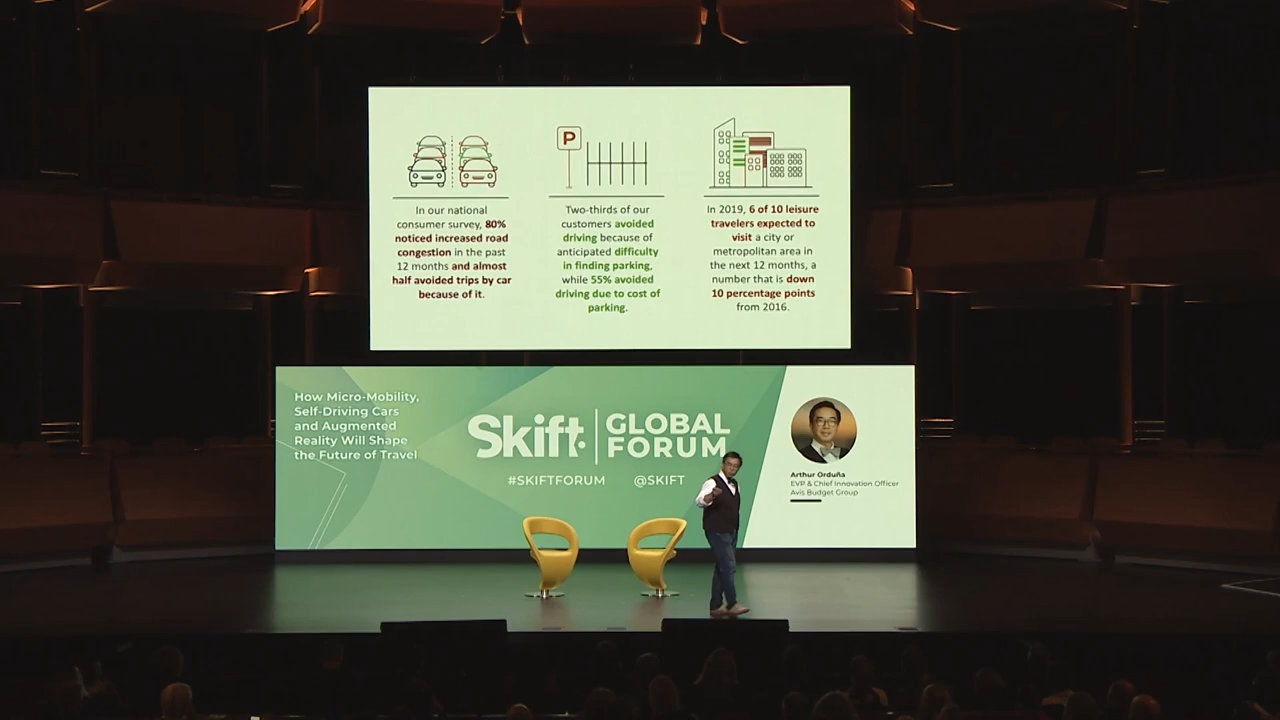 P
In our national
consumer survey, 80%
noticed increased road
congestion in the past
12 months and almost
half avoided trips by car
because of it.
Two-thirds of our
customers avoided
driving because of
anticipated difficulty
in finding parking,
while 55% avoided
driving due to cost of
parking.
In 2019, 6 of 10 leisure
travelers expected to
visit a city or
metropolitan area in
the next 12 months, a
number that is down
10 percentage points
from 2016.
How Micro-Mobility,
Self-Driving Cars
and Augmented
Reality Will Shape
the Future of Travel
Skift.
GLOBAL
FORUM
#SKIFTFORUM @SKIFT
Arthur Orduña
EVP & Chief Innovation Officer
Avis Budget Group